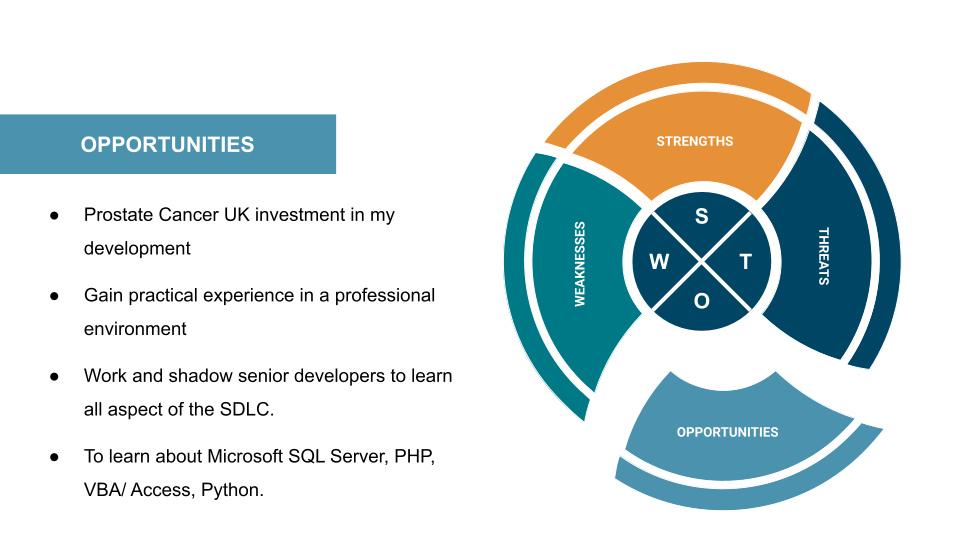 OPPORTUNITIES
● Prostate Cancer UK investment in my
development
● Gain practical experience in a professional
environment
● Work and shadow senior developers to learn
all aspect of the SDLC.
● To learn about Microsoft SQL Server, PHP,
VBA/ Access, Python.
STRENGTHS
WEAKNESSES
THREATS
S
W
T
O
OPPORTUNITIES